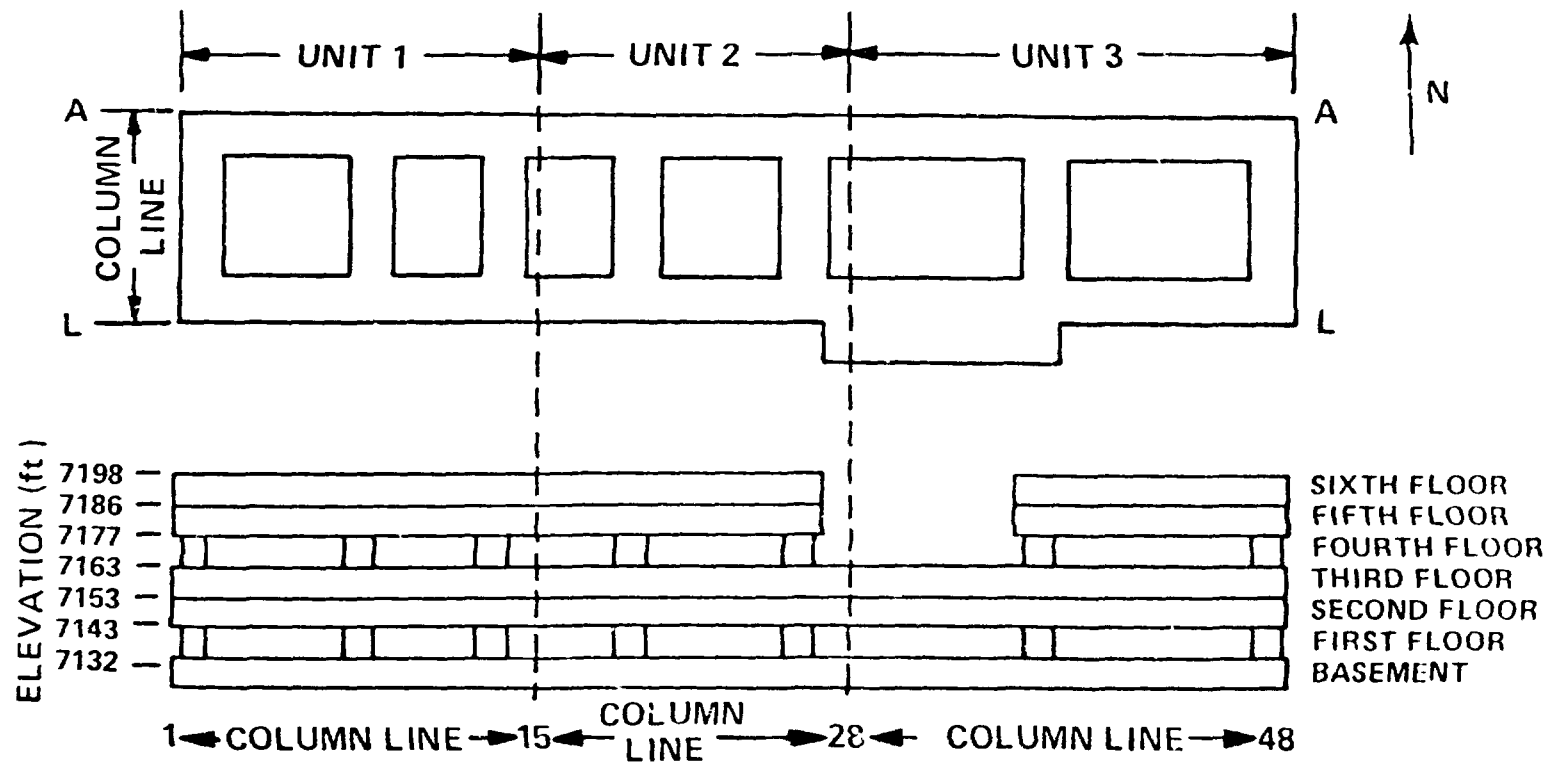 UNIT 1 UNIT 2 UNIT 3
N
A A
COLUMN
LINE
L L
ELEVATION (ft)
7198
7186
7177
7163
7153
7143
7132
SIXTH FLOOR
FIFTH FLOOR
FOURTH FLOOR
THIRD FLOOR
SECOND FLOOR
FIRST FLOOR
BASEMENT
1 COLUMN LINE 15 COLUMN LINE 28 COLUMN LINE 48